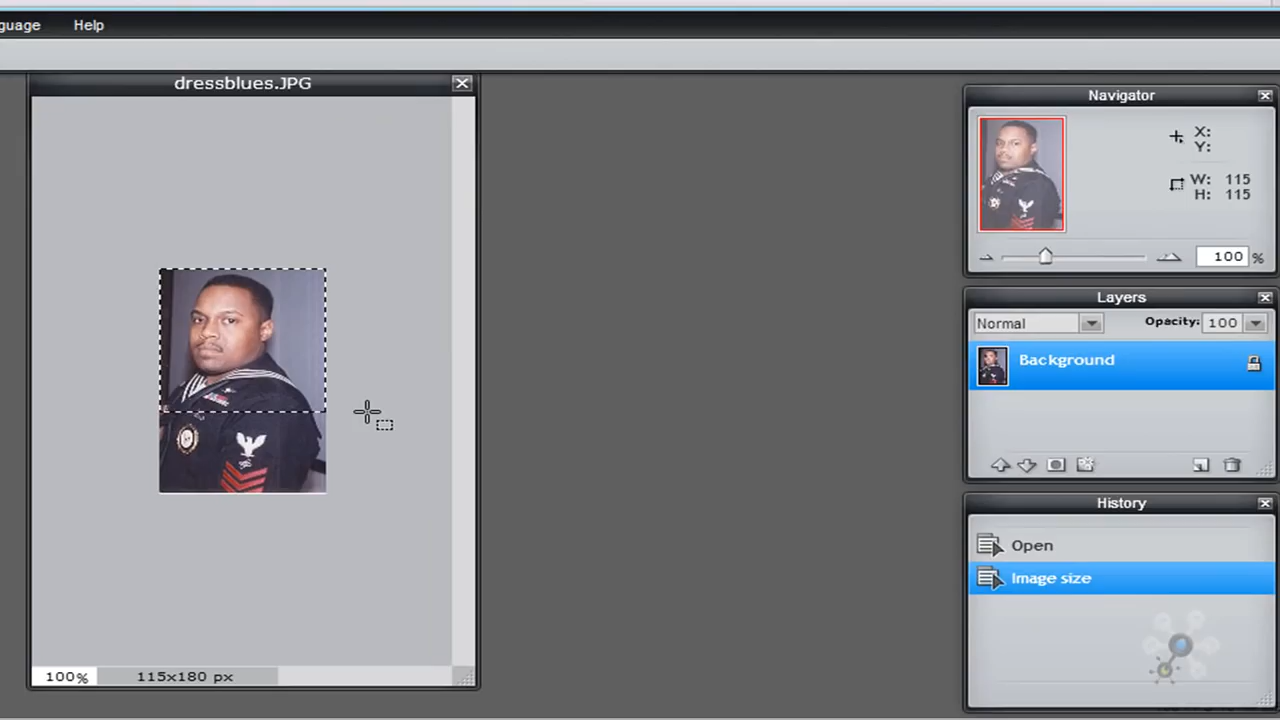 guage Help
dressblues.JPG
Navigator
X:
Y:
W: 115
H: 115
100 %
Layers
Normal Opacity: 100
Background
History
Open
Image size
100% 115x180 px